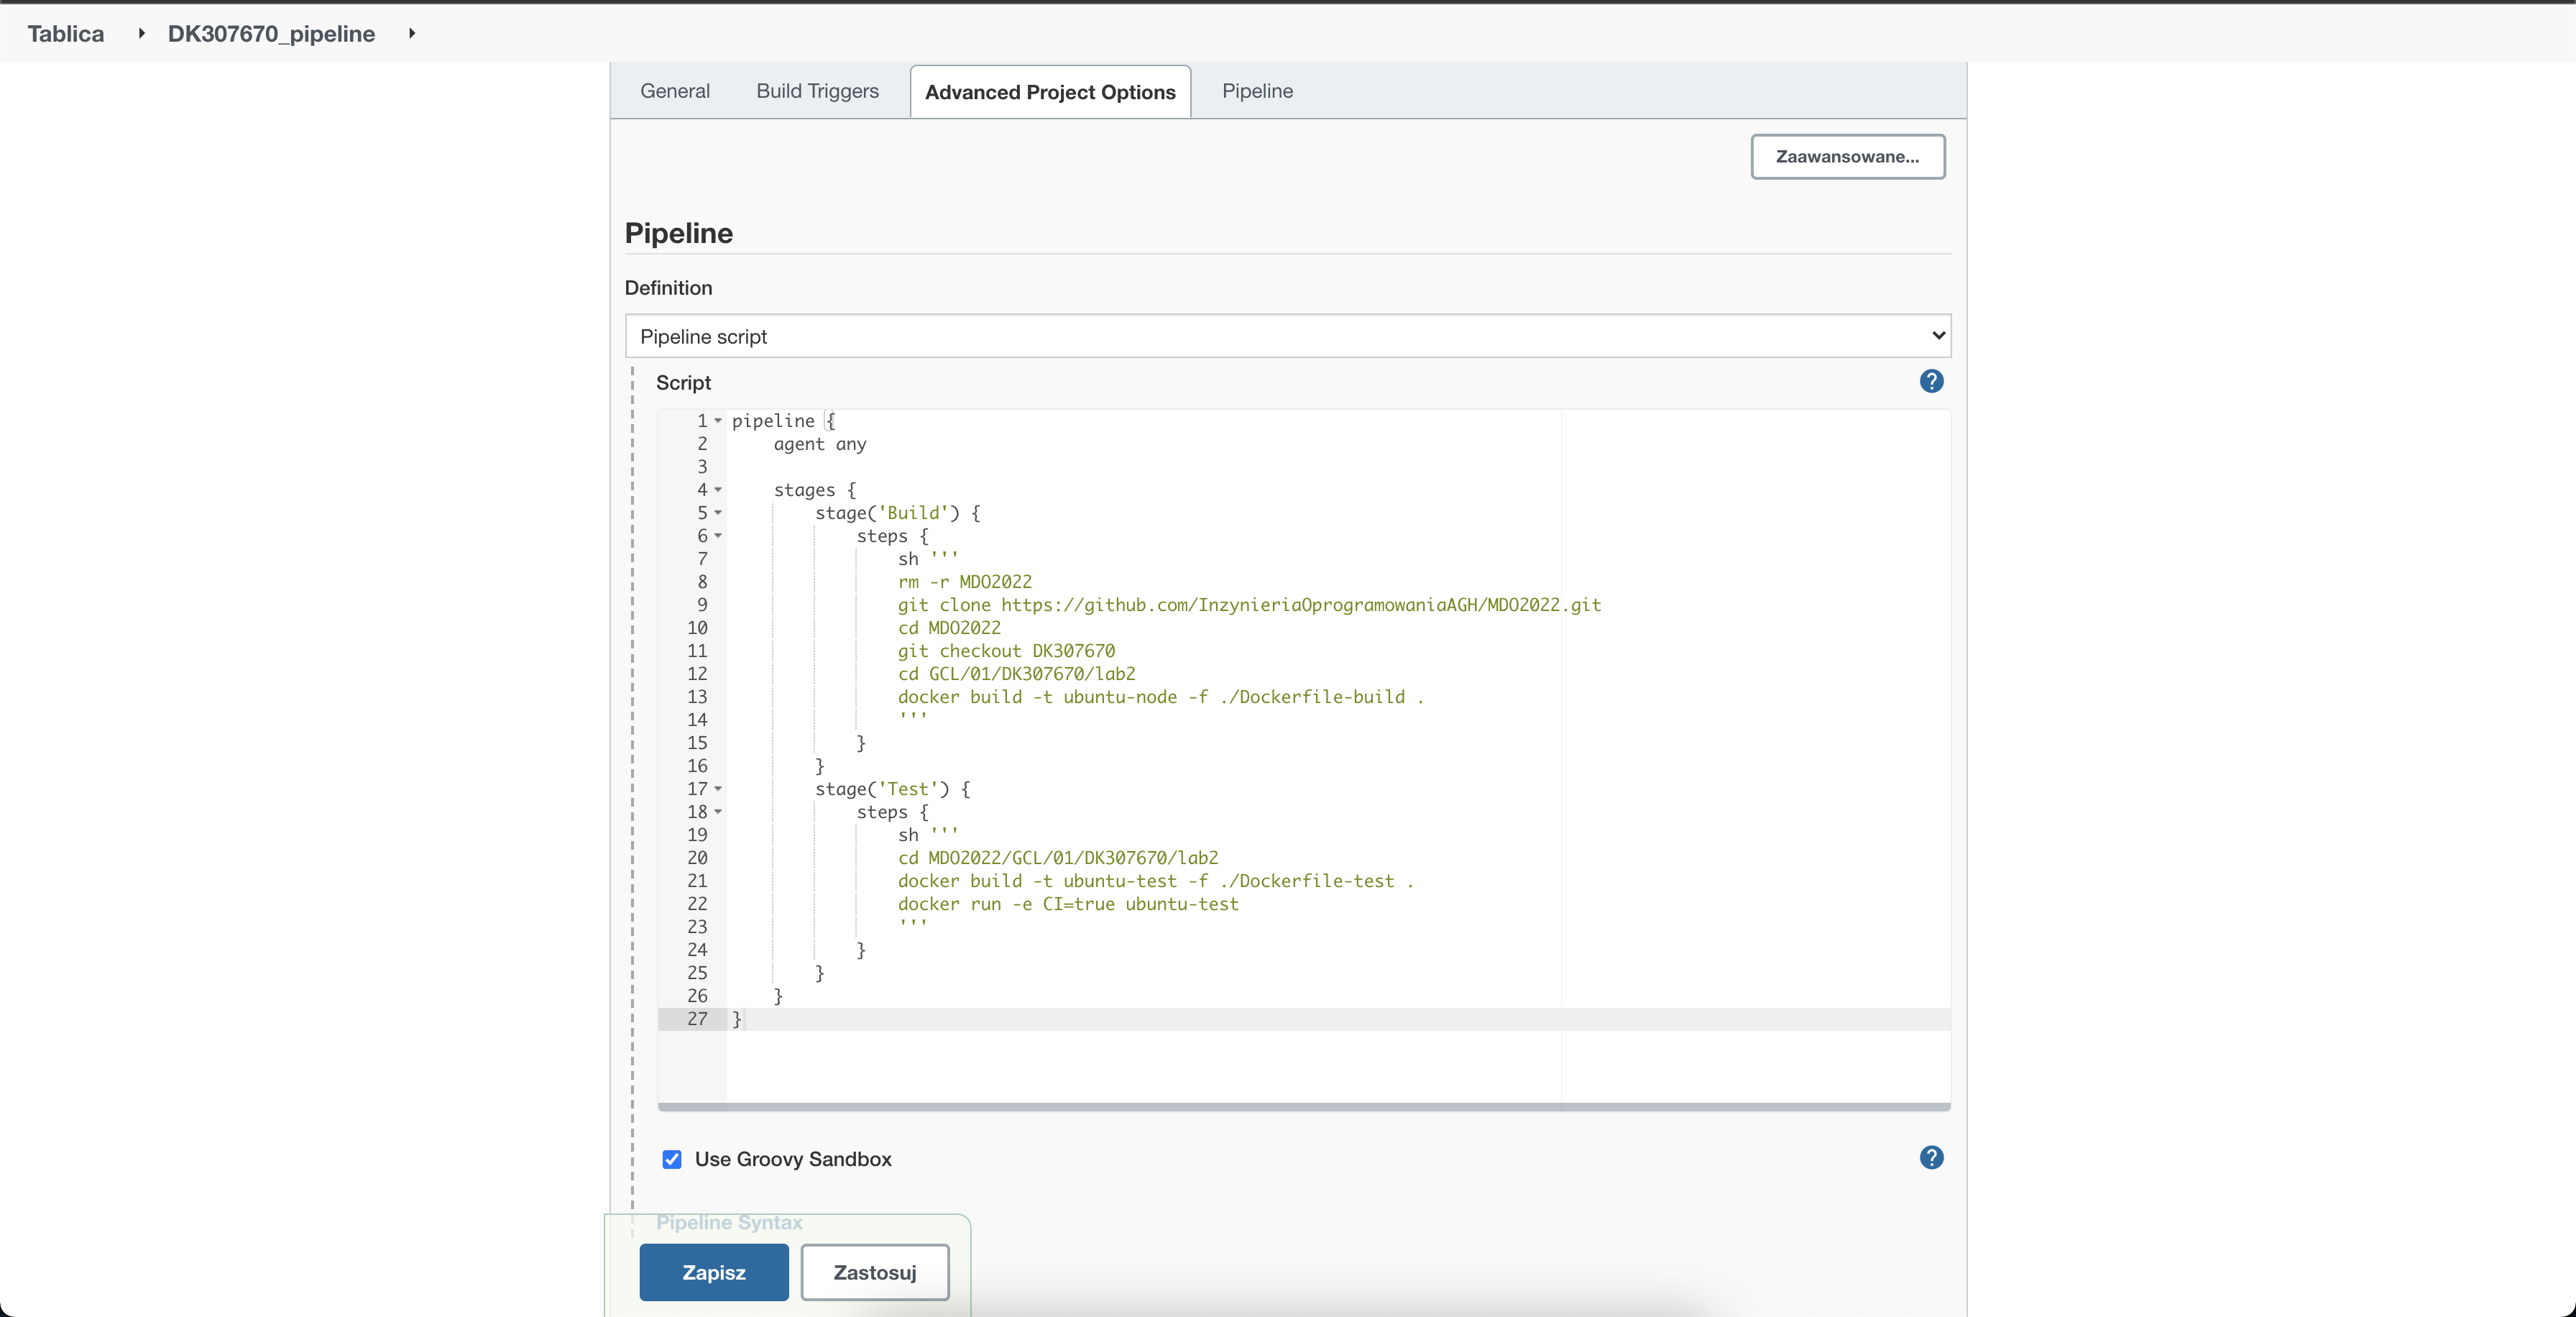 Tablica DK307670_pipeline
General Build Triggers Advanced Project Options Pipeline
Zaawansowane...
Pipeline
Definition
Pipeline script
Script
?
1 pipeline {
2     agent any
3
4     stages {
5         stage('Build') {
6             steps {
7                 sh '''
8                 rm -r MDO2022
9                 git clone https://github.com/InzynieriaOprogramowaniaAGH/MDO2022.git
10                 cd MDO2022
11                 git checkout DK307670
12                 cd GCL/01/DK307670/lab2
13                 docker build -t ubuntu-node -f ./Dockerfile-build .
14                 '''
15             }
16         }
17         stage('Test') {
18             steps {
19                 sh '''
20                 cd MDO2022/GCL/01/DK307670/lab2
21                 docker build -t ubuntu-test -f ./Dockerfile-test .
22                 docker run -e CI=true ubuntu-test
23                 '''
24             }
25         }
26     }
27 }
Use Groovy Sandbox ?
Pipeline Syntax
Zapisz Zastosuj